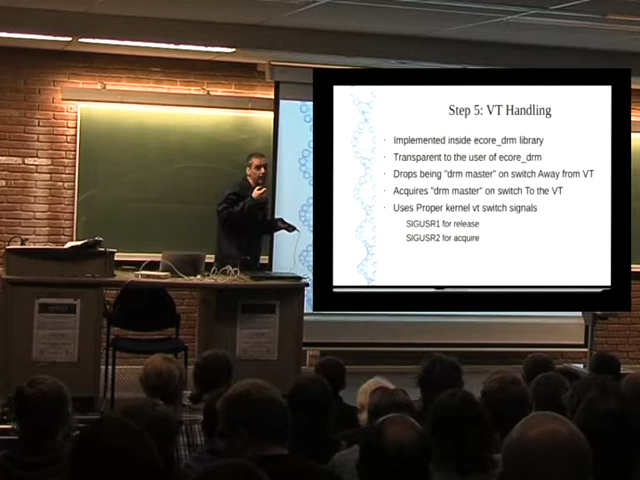 Step 5: VT Handling
· Implemented inside ecore_drm library
· Transparent to the user of ecore_drm
· Drops being "drm master" on switch Away from VT
· Acquires "drm master" on switch To the VT
· Uses Proper kernel vt switch signals
SIGUSR1 for release
SIGUSR2 for acquire